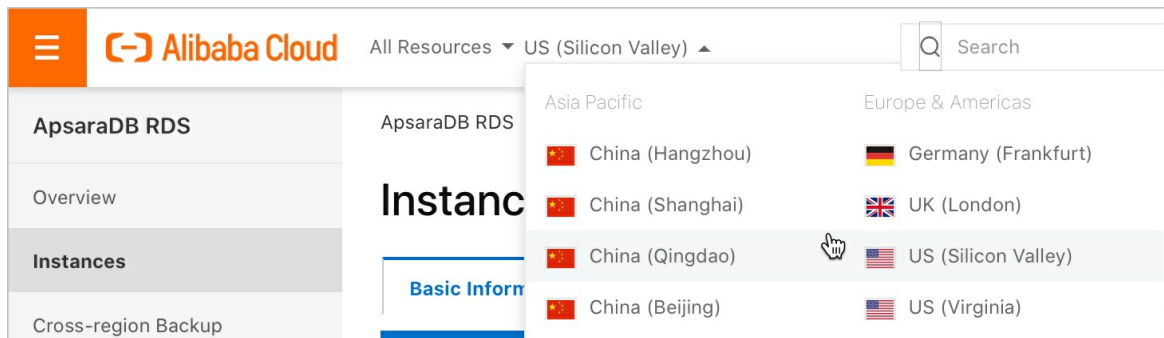 Alibaba Cloud All Resources US (Silicon Valley) Search
ApsaraDB RDS
Overview
Instances
Cross-region Backup
ApsaraDB RDS
Instanc
Basic Inform
Asia Pacific
China (Hangzhou)
China (Shanghai)
China (Qingdao)
China (Beijing)
Europe & Americas
Germany (Frankfurt)
UK (London)
US (Silicon Valley)
US (Virginia)